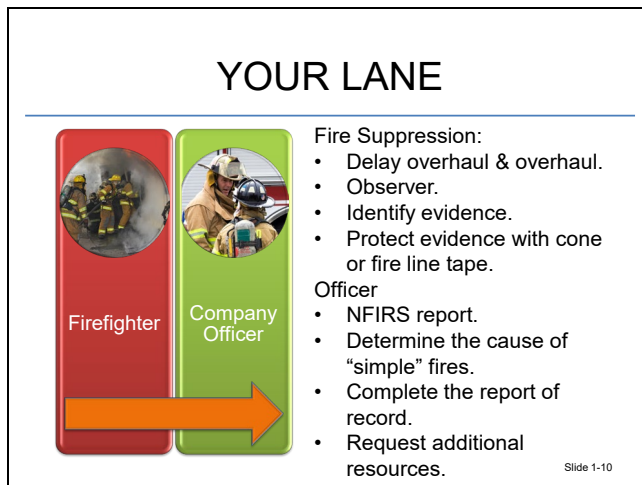 YOUR LANE
Firefighter
Company
Officer
Fire Suppression:
• Delay overhaul & overhaul.
• Observer.
• Identify evidence.
• Protect evidence with cone
or fire line tape.
Officer
• NFIRS report.
• Determine the cause of
“simple” fires.
• Complete the report of
record.
• Request additional
resources.
Slide 1-10